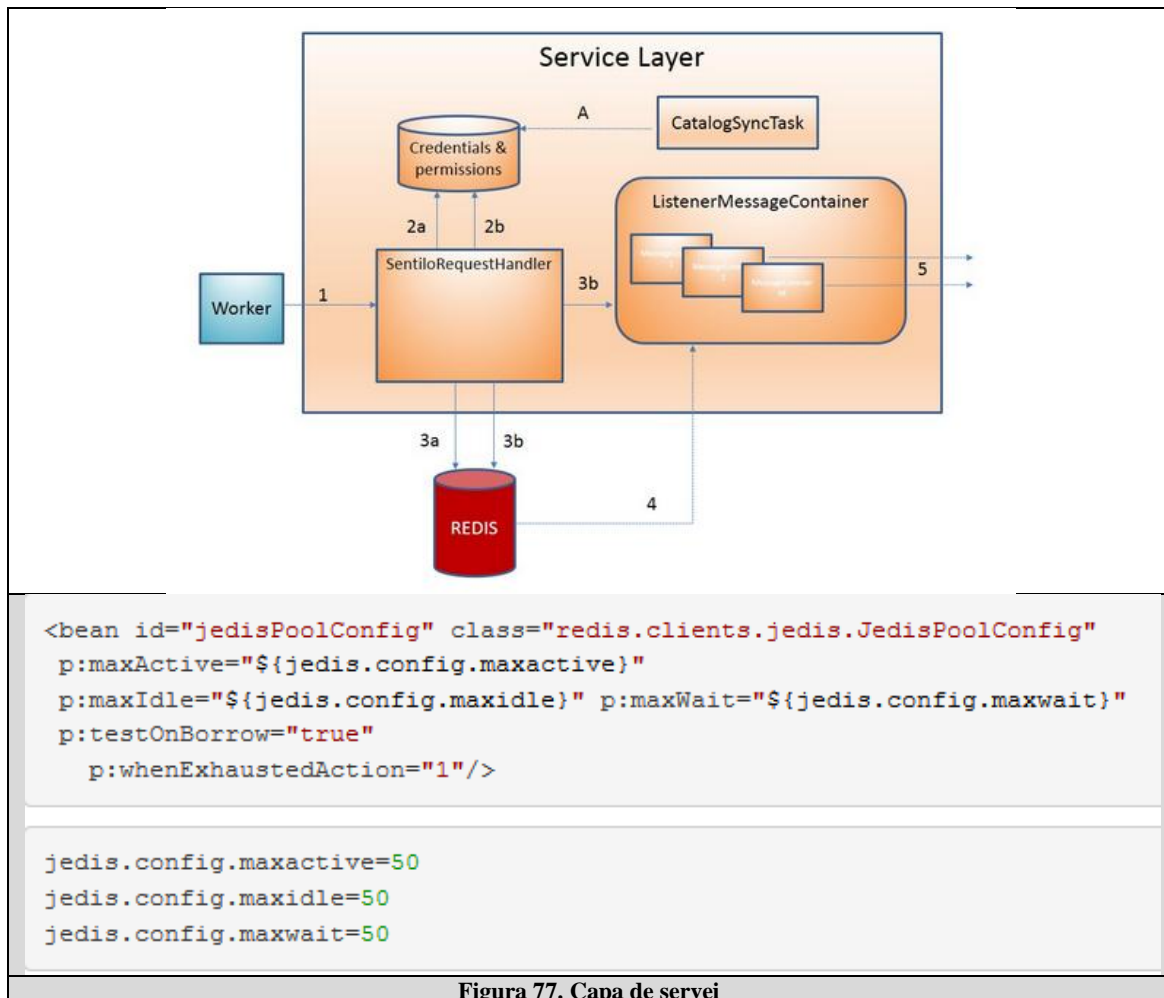 Service Layer
A
CatalogSyncTask
Credentials &
permissions
ListenerMessageContainer
2a
2b
SentiloRequestHandler
5
3b
1
Worker
3a
3b
4
REDIS
<bean id="jedisPoolConfig" class="redis.clients.jedis.JedisPoolConfig"
p:maxActive="${jedis.config.maxactive}"
p:maxIdle="${jedis.config.maxidle}" p:maxWait="${jedis.config.maxwait}"
p:testOnBorrow="true"
p:whenExhaustedAction="1"/>
jedis.config.maxactive=50
jedis.config.maxidle=50
jedis.config.maxwait=50
Figura 77. Capa de servei